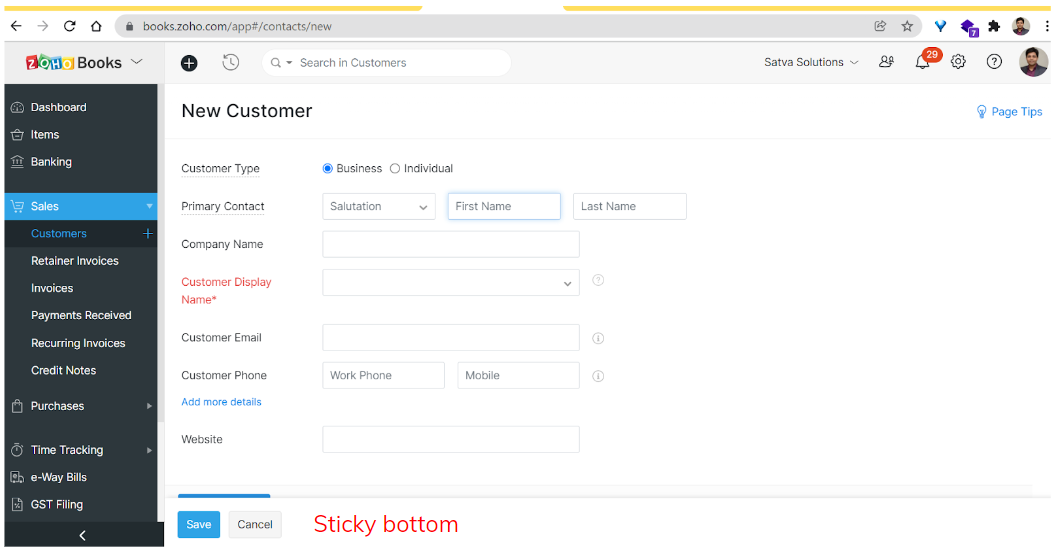 books.zoho.com/app#/contacts/new
7
ZOHO Books
Search in Customers
Satva Solutions
29
Dashboard
Items
Banking
Sales
Customers +
Retainer Invoices
Invoices
Payments Received
Recurring Invoices
Credit Notes
Purchases
Time Tracking
e-Way Bills
GST Filing
New Customer
Page Tips
Customer Type Business Individual
Primary Contact Salutation First Name Last Name
Company Name
Customer Display
Name*
Customer Email
Customer Phone Work Phone Mobile
Add more details
Website
Save Cancel Sticky bottom